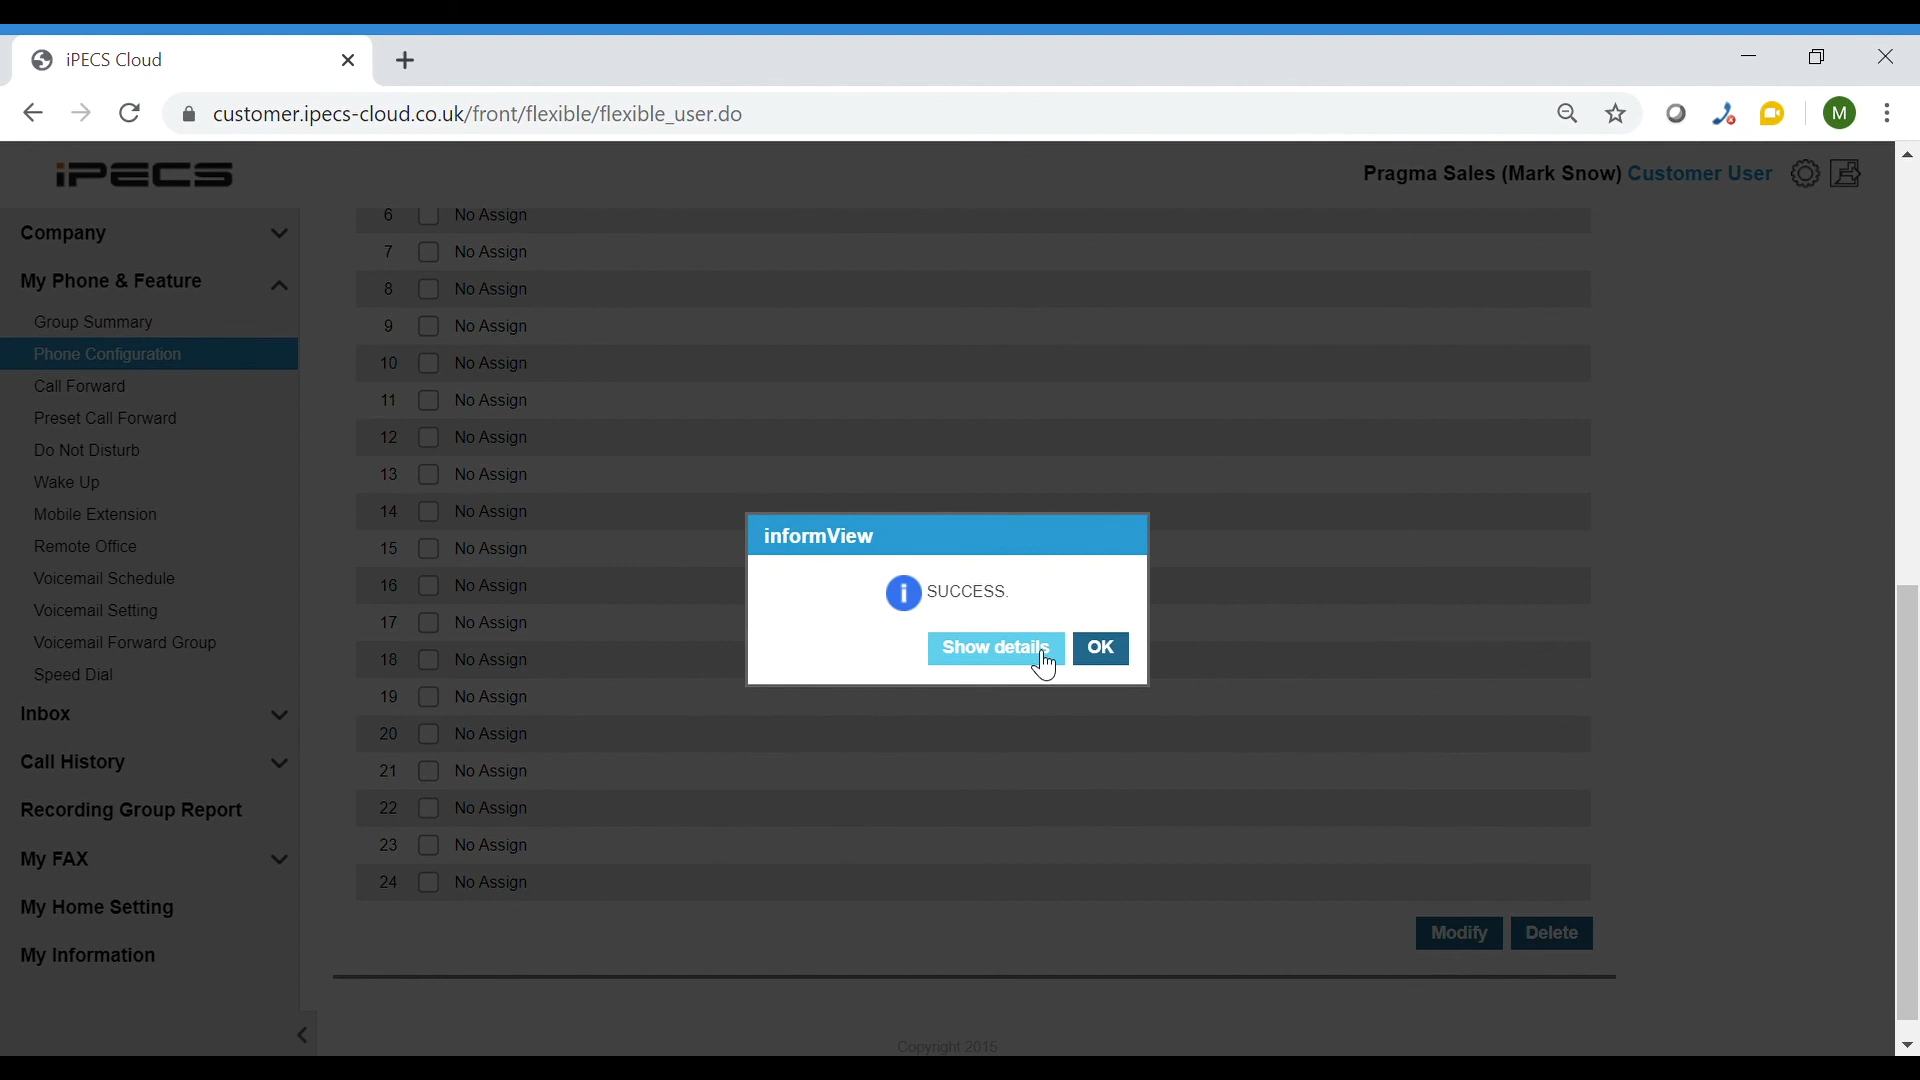 iPECS Cloud
customer.ipecs-cloud.co.uk/front/flexible/flexible_user.do
M
iPECS
Pragma Sales (Mark Snow) Customer User
Company
My Phone & Feature
Group Summary
Phone Configuration
Call Forward
Preset Call Forward
Do Not Disturb
Wake Up
Mobile Extension
Remote Office
Voicemail Schedule
Voicemail Setting
Voicemail Forward Group
Speed Dial
Inbox
Call History
Recording Group Report
My FAX
My Home Setting
My Information
6 No Assign
7 No Assign
8 No Assign
9 No Assign
10 No Assign
11 No Assign
12 No Assign
13 No Assign
14 No Assign
15 No Assign
16 No Assign
17 No Assign
18 No Assign
19 No Assign
20 No Assign
21 No Assign
22 No Assign
23 No Assign
24 No Assign
informView
i SUCCESS.
Show details OK
Modify Delete
Copyright 2015